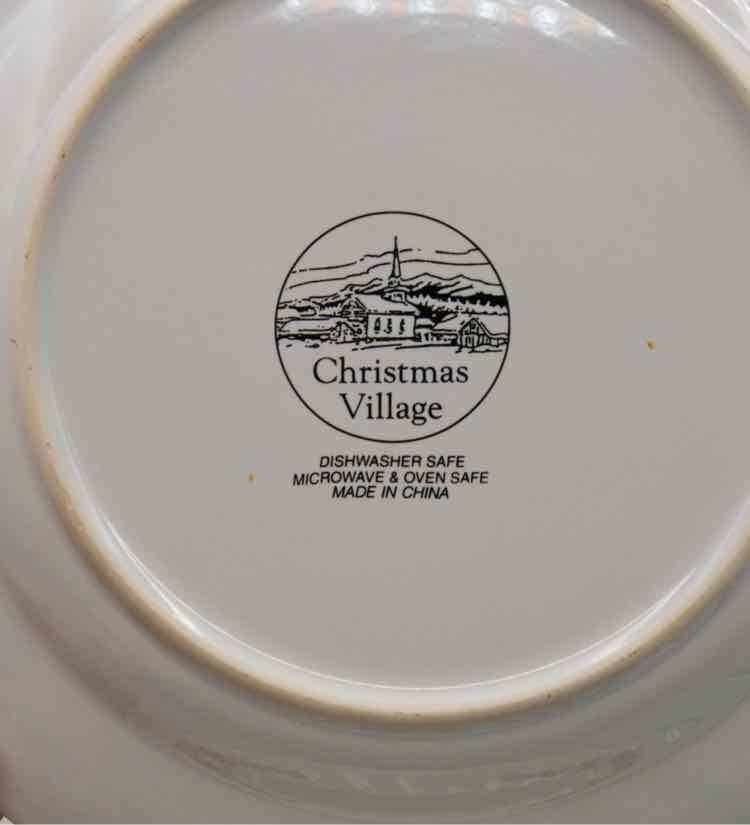 Christmas
Village
DISHWASHER SAFE
MICROWAVE & OVEN SAFE
MADE IN CHINA